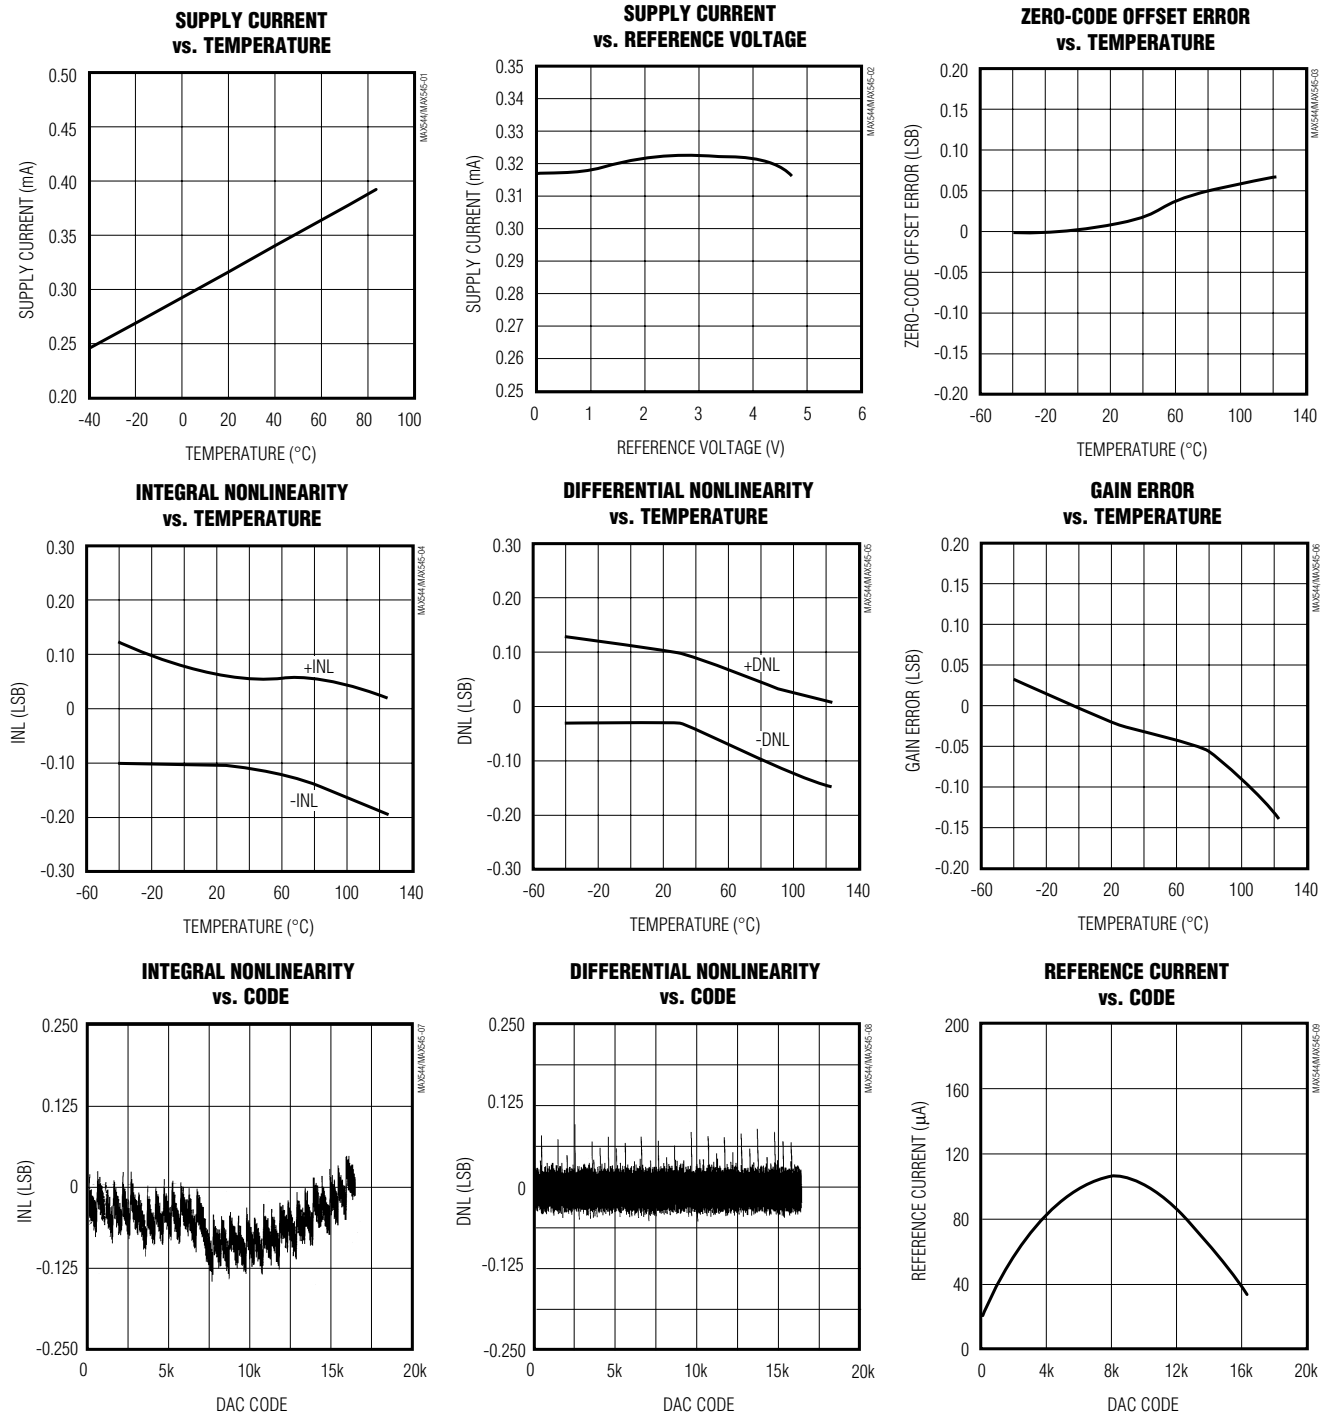 SUPPLY CURRENT
vs. TEMPERATURE
0.50
0.45
0.40
0.35
0.30
0.25
0.20
SUPPLY CURRENT (mA)
-40 -20 0 20 40 60 80 100
TEMPERATURE (°C)
MAX544/MAX545-01
SUPPLY CURRENT
vs. REFERENCE VOLTAGE
0.35
0.34
0.33
0.32
0.31
0.30
0.29
0.28
0.27
0.26
0.25
SUPPLY CURRENT (mA)
0 1 2 3 4 5 6
REFERENCE VOLTAGE (V)
MAX544/MAX545-02
ZERO-CODE OFFSET ERROR
vs. TEMPERATURE
0.20
0.15
0.10
0.05
0
-0.05
-0.10
-0.15
-0.20
ZERO-CODE OFFSET ERROR (LSB)
-60 -20 20 60 100 140
TEMPERATURE (°C)
MAX544/MAX545-03
INTEGRAL NONLINEARITY
vs. TEMPERATURE
0.30
0.20
0.10
0
-0.10
-0.20
-0.30
INL (LSB)
+INL
-INL
-60 -20 20 60 100 140
TEMPERATURE (°C)
MAX544/MAX545-04
DIFFERENTIAL NONLINEARITY
vs. TEMPERATURE
0.30
0.20
0.10
0
-0.10
-0.20
-0.30
DNL (LSB)
+DNL
-DNL
-60 -20 20 60 100 140
TEMPERATURE (°C)
MAX544/MAX545-05
GAIN ERROR
vs. TEMPERATURE
0.20
0.15
0.10
0.05
0
-0.05
-0.10
-0.15
-0.20
GAIN ERROR (LSB)
-60 -20 20 60 100 140
TEMPERATURE (°C)
MAX544/MAX545-06
INTEGRAL NONLINEARITY
vs. CODE
0.250
0.125
0
-0.125
-0.250
INL (LSB)
0 5k 10k 15k 20k
DAC CODE
MAX544/MAX545-07
DIFFERENTIAL NONLINEARITY
vs. CODE
0.250
0.125
0
-0.125
-0.250
DNL (LSB)
0 5k 10k 15k 20k
DAC CODE
MAX544/MAX545-08
REFERENCE CURRENT
vs. CODE
200
160
120
80
40
0
REFERENCE CURRENT (µA)
0 4k 8k 12k 16k 20k
DAC CODE
MAX544/MAX545-09